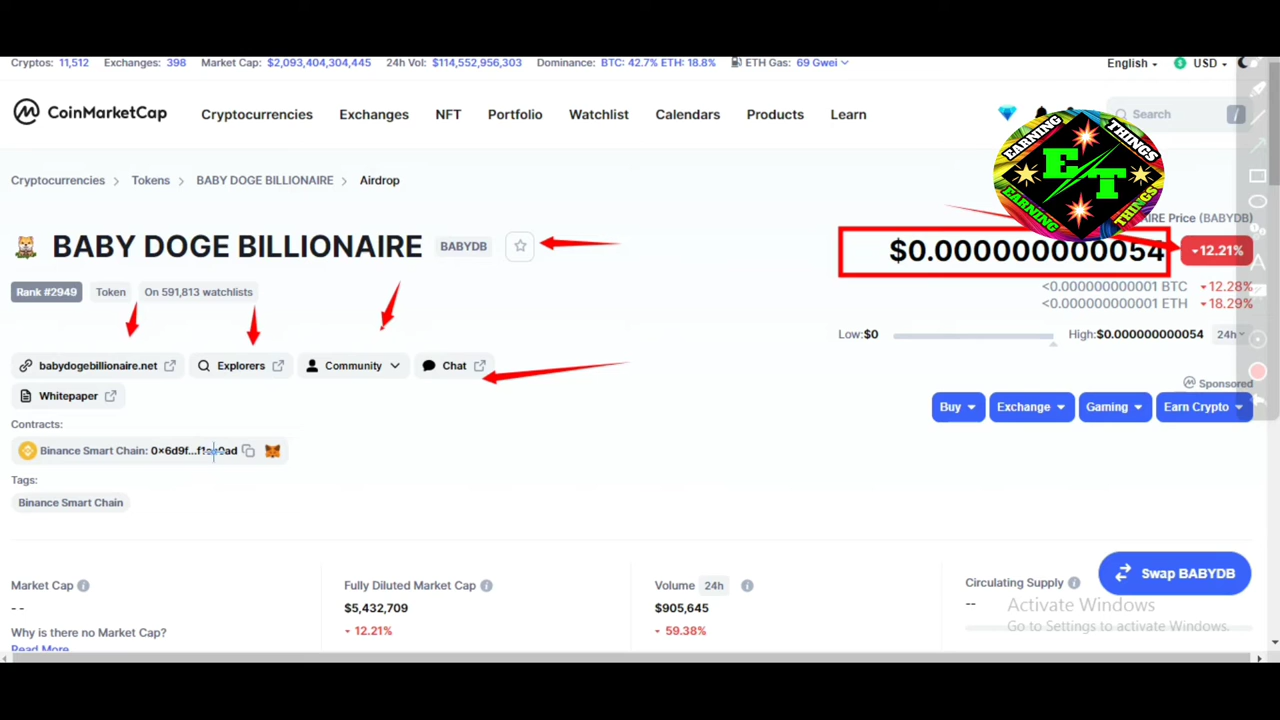 Cryptos: 11,512 Exchanges: 398 Market Cap: $2,093,404,304,445 24h Vol: $114,552,956,303 Dominance: BTC: 42.7% ETH: 18.8% ETH Gas: 69 Gwei English USD
CoinMarketCap Cryptocurrencies Exchanges NFT Portfolio Watchlist Calendars Products Learn Search /
EARNING THINGS
ET
EARNING THINGS
Cryptocurrencies > Tokens > BABY DOGE BILLIONAIRE > Airdrop
Price (BABYDB)
BABY DOGE BILLIONAIRE BABYDB
$0.000000000054 12.21%
Rank #2949 Token On 591,813 watchlists
<0.000000000001 BTC 12.28%
<0.000000000001 ETH 18.29%
Low:$0 High:$0.000000000054 24h
babydogebillionaire.net Explorers Community Chat
Whitepaper
Sponsored
Buy Exchange Gaming Earn Crypto
Contracts:
Binance Smart Chain:
Tags:
Binance Smart Chain
Market Cap
- -
Why is there no Market Cap?
Read More
Fully Diluted Market Cap
$5,432,709
12.21%
Volume 24h
$905,645
59.38%
Circulating Supply
--
Swap BABYDB
Activate Windows
Go to Settings to activate Windows.